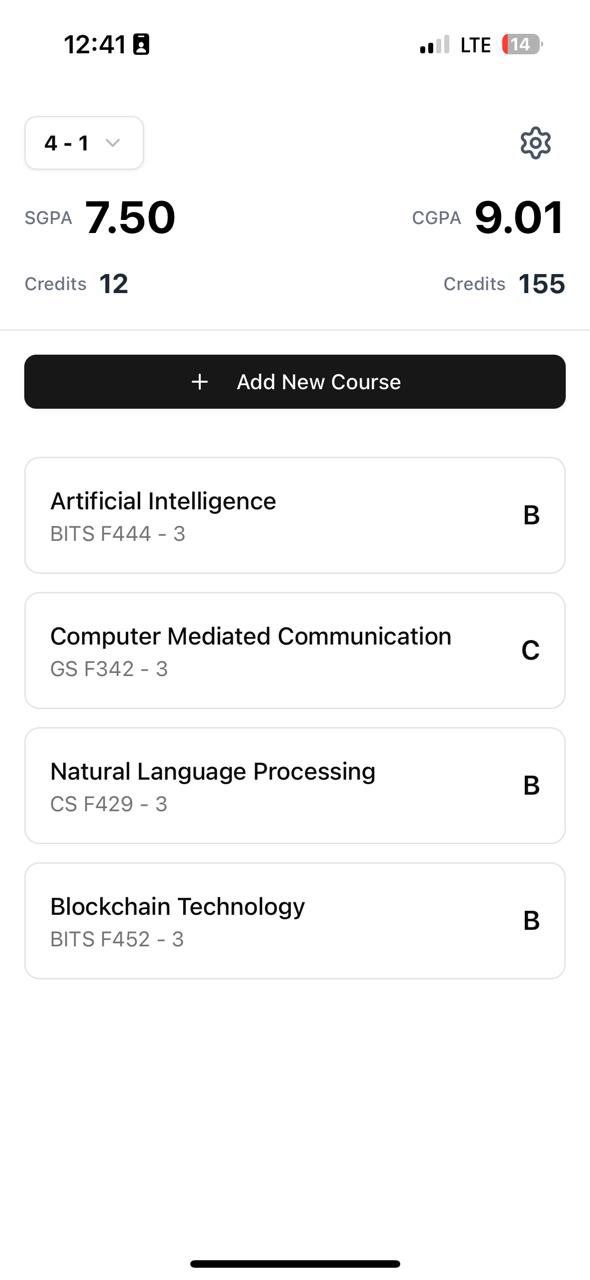 12:41
LTE
14
4 - 1
SGPA 7.50
CGPA 9.01
Credits 12
Credits 155
+ Add New Course
Artificial Intelligence
BITS F444 - 3
B
Computer Mediated Communication
GS F342 - 3
C
Natural Language Processing
CS F429 - 3
B
Blockchain Technology
BITS F452 - 3
B